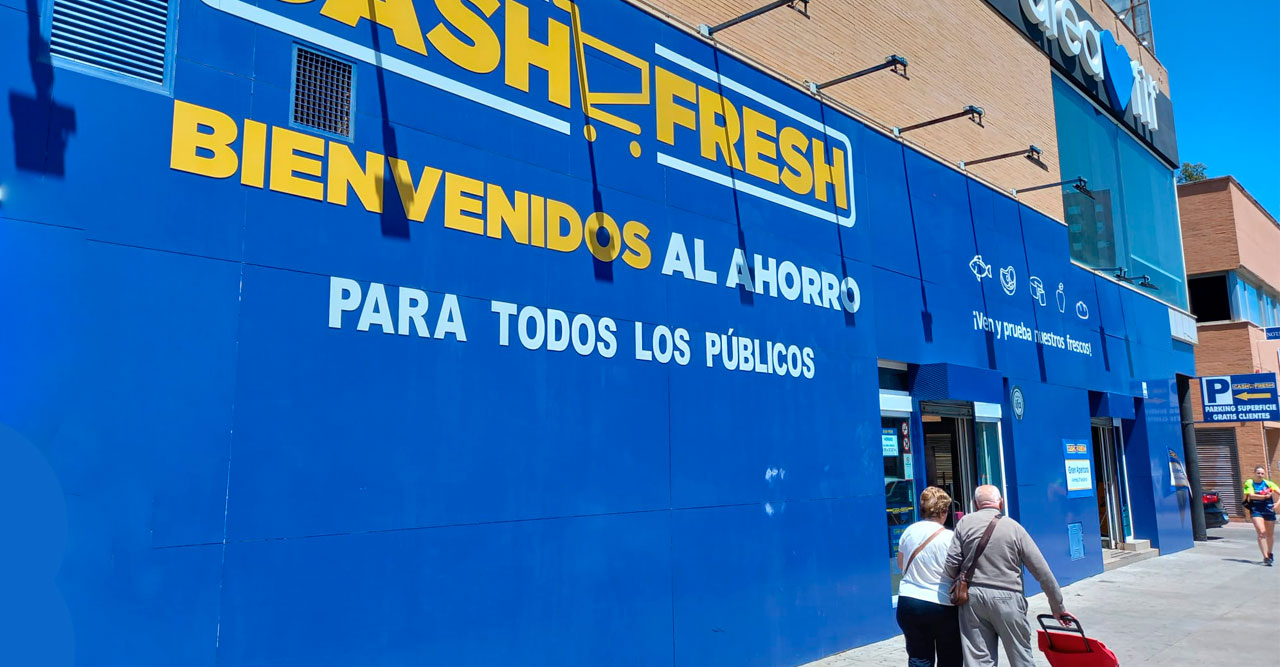 CASH FRESH
BIENVENIDOS AL AHORRO
PARA TODOS LOS PÚBLICOS
¡Ven y prueba nuestros frescos!
P CASH FRESH
PARKING SUPERFICIE
GRATIS CLIENTES